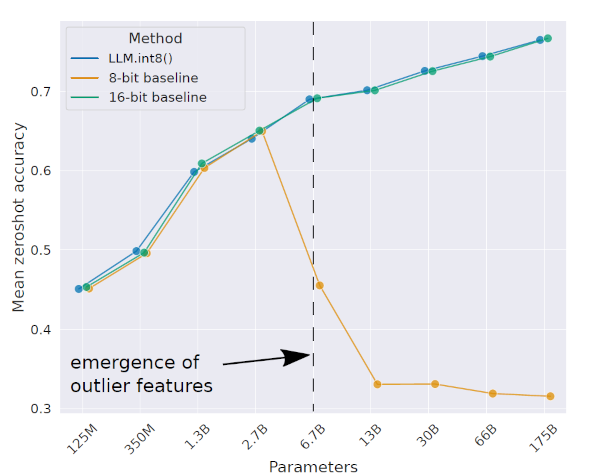 Method
LLM.int8()
8-bit baseline
16-bit baseline
Mean zeroshot accuracy
0.7
0.6
0.5
0.4
0.3
emergence of
outlier features
125M
350M
1.3B
2.7B
6.7B
13B
30B
66B
175B
Parameters